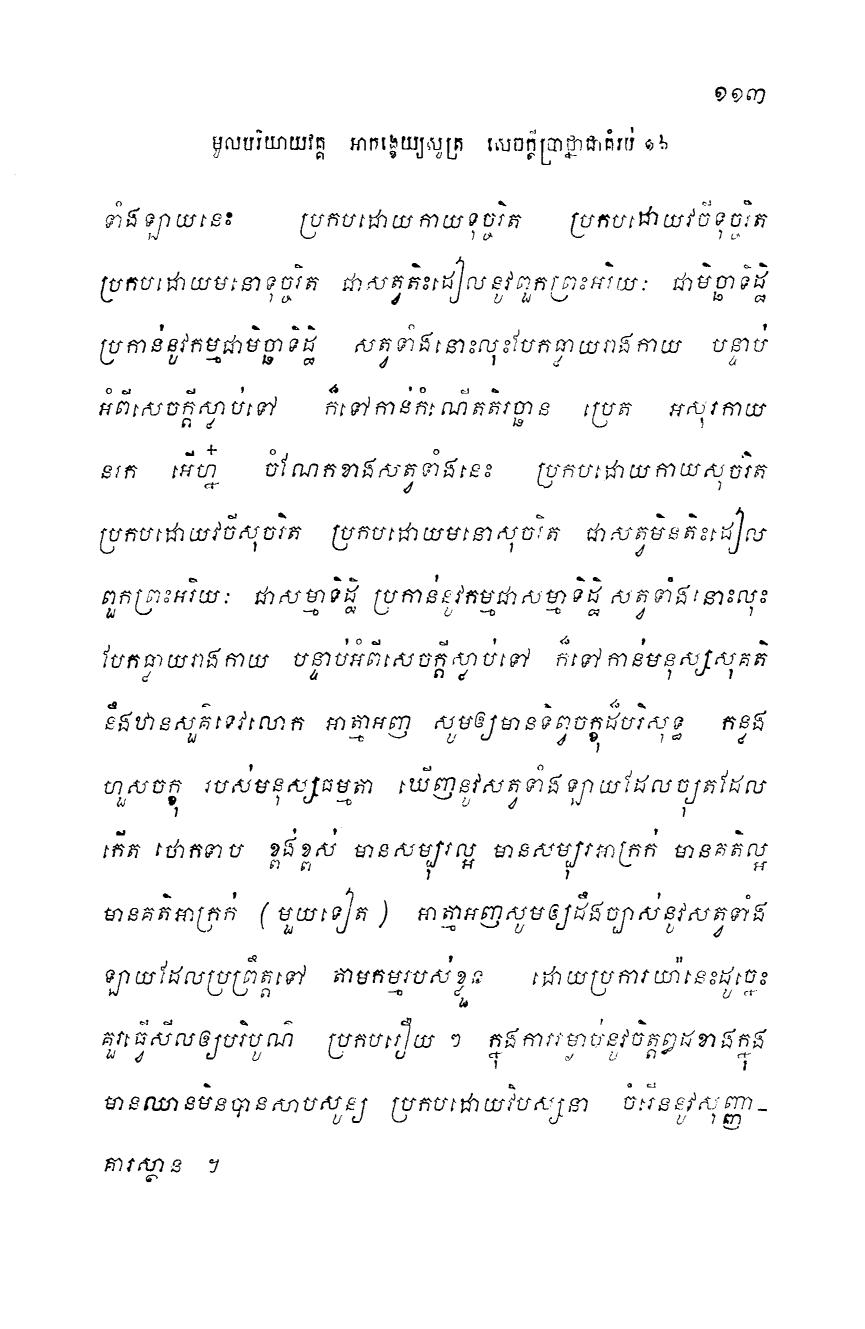 ១១៣
មូលបរិយាយវគ្គ អាកង្ខេយ្យសូត្រ សេចក្តីប្រាថ្នាជាគំរប់ ១៦
ទាំងឡាយនេះ ប្រកបដោយកាយទុច្ចរិត ប្រកបដោយវចីទុច្ចរិត
ប្រកបដោយមនោទុច្ចរិត ជាសត្វតិះដៀលនូវពួកព្រះអរិយៈ ជាមិច្ឆាទិដ្ឋិ
ប្រកាន់នូវកម្មជាមិច្ឆាទិដ្ឋិ សត្វទាំងនោះលុះបែកធ្លាយរាងកាយ បន្ទាប់
អំពីសេចក្តីស្លាប់ទៅ ក៏ទៅកាន់កំណើតតិរច្ឆាន ប្រេត អសុរកាយ
នរក អើហ្ន៎ ចំណែកខាងសត្វទាំងនេះ ប្រកបដោយកាយសុចរិត
ប្រកបដោយវចីសុចរិត ប្រកបដោយមនោសុចរិត ជាសត្វមិនតិះដៀល
ពួកព្រះអរិយៈ ជាសម្មាទិដ្ឋិ ប្រកាន់នូវកម្មជាសម្មាទិដ្ឋិ សត្វទាំងនោះលុះ
បែកធ្លាយរាងកាយ បន្ទាប់អំពីសេចក្តីស្លាប់ទៅ ក៏ទៅកាន់មនុស្សសុគតិ
នឹងឋានសួគ៌ទេវលោក អាត្មាអញ សូមឲ្យមានទិព្វចក្ខុដ៏បរិសុទ្ធ កន្លង
ហួសចក្ខុ របស់មនុស្សធម្មតា ឃើញនូវសត្វទាំងឡាយដែលច្យុតដែល
កើត ថោកទាប ខ្ពង់ខ្ពស់ មានសម្បុរល្អ មានសម្បុរអាក្រក់ មានគតិល្អ
មានគតិអាក្រក់ (មួយទៀត) អាត្មាអញសូមឲ្យដឹងច្បាស់នូវសត្វទាំង
ឡាយដែលប្រព្រឹត្តទៅ តាមកម្មរបស់ខ្លួន ដោយប្រការយ៉ាំនេះដូច្នេះ
គួរធ្វើសីលឲ្យបរិបូណ៌ ប្រកបរឿយ ៗ ក្នុងការរម្ងាប់នូវចិត្តព្វដខាងក្នុង
មានឈានមិនបានសាបសូន្យ ប្រកបដោយវិបស្សនា ចំរើននូវសុញ្ញា-
គារស្ថាន ។